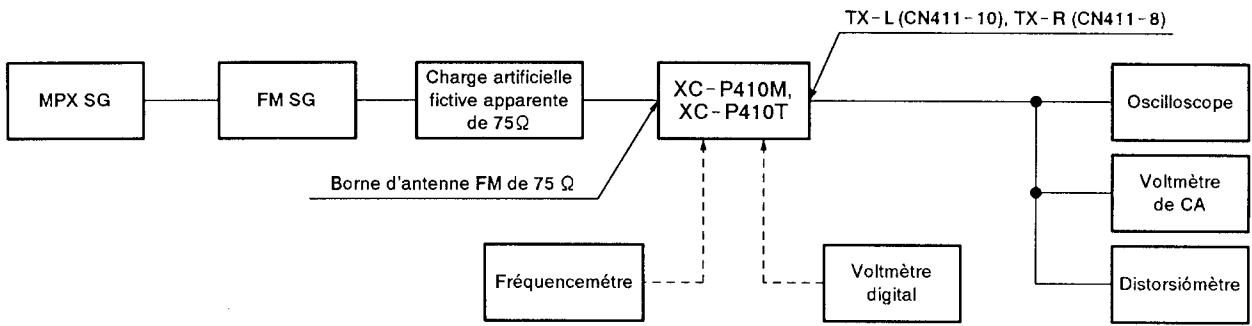 TX-L (CN411-10), TX-R (CN411-8)
MPX SG
FM SG
Charge artificielle
fictive apparente
de 75Ω
XC-P410M,
XC-P410T
Oscilloscope
Borne d'antenne FM de 75 Ω
Voltmètre
de CA
Fréquencemétre
Voltmètre
digital
Distorsiómètre